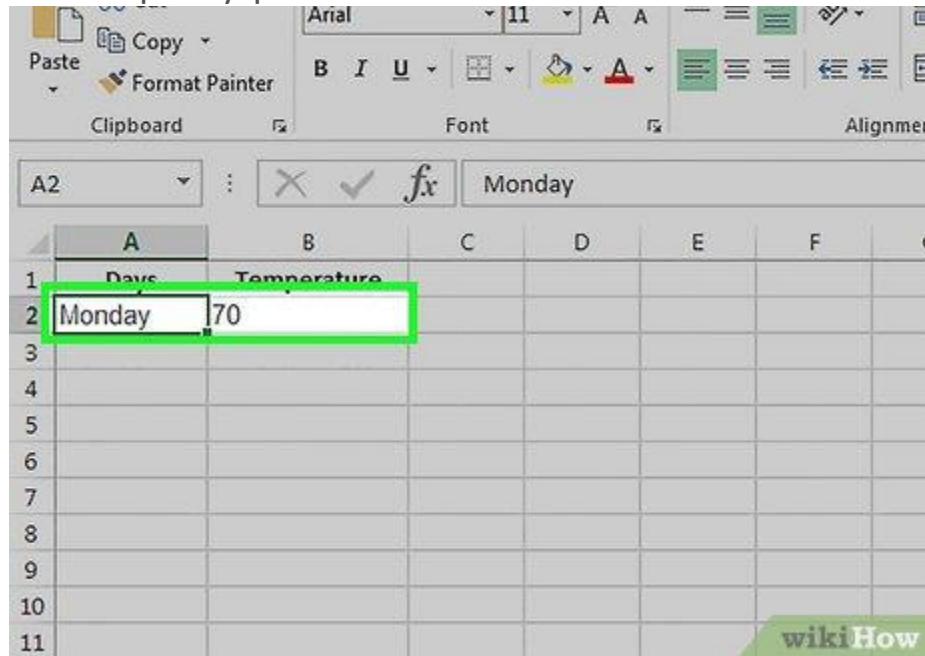 Arial 11 A A
Copy
Paste
Format Painter
B I U A
Clipboard Font
A2 fx Monday
A B C D E F
1 Days Temperature
2 Monday 70
3
4
5
6
7
8
9
10
11
wikiHow